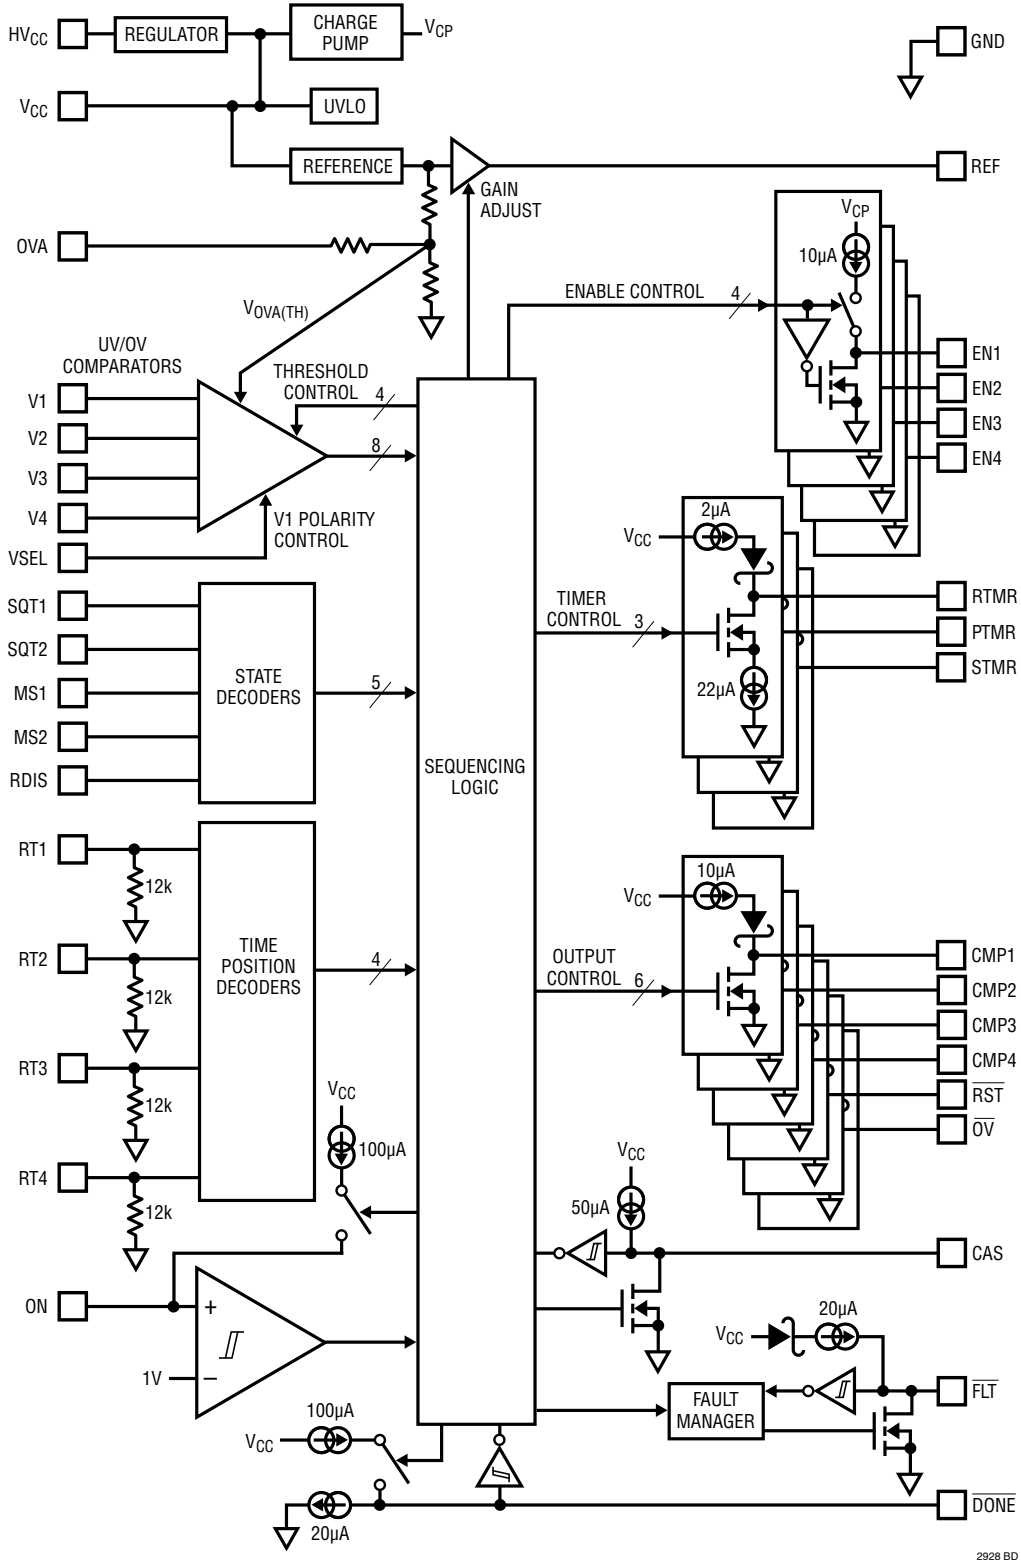 HVCC
REGULATOR
CHARGE
PUMP
VCP
GND
VCC
UVLO
REFERENCE
REF
GAIN
ADJUST
OVA
VCP
10µA
ENABLE CONTROL
4
VOVA(TH)
UV/OV
COMPARATORS
THRESHOLD
CONTROL
4
EN1
EN2
EN3
EN4
V1
V2
8
V3
V4
V1 POLARITY
CONTROL
VSEL
2µA
VCC
SQT1
SQT2
MS1
MS2
RDIS
STATE
DECODERS
5
TIMER
CONTROL
3
22µA
RTMR
PTMR
STMR
SEQUENCING
LOGIC
RT1
12k
RT2
12k
RT3
12k
RT4
12k
TIME
POSITION
DECODERS
4
10µA
VCC
OUTPUT
CONTROL
6
CMP1
CMP2
CMP3
CMP4
RST
OV
VCC
100µA
VCC
50µA
CAS
ON
+
1V
–
20µA
VCC
FAULT
MANAGER
FLT
100µA
VCC
20µA
DONE
2928 BD